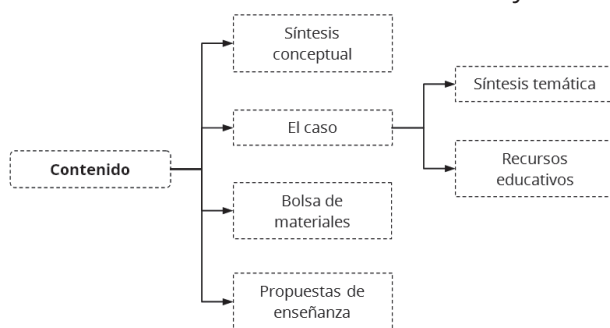 Síntesis
conceptual
El caso
Síntesis temática
Recursos
educativos
Contenido
Bolsa de
materiales
Propuestas de
enseñanza